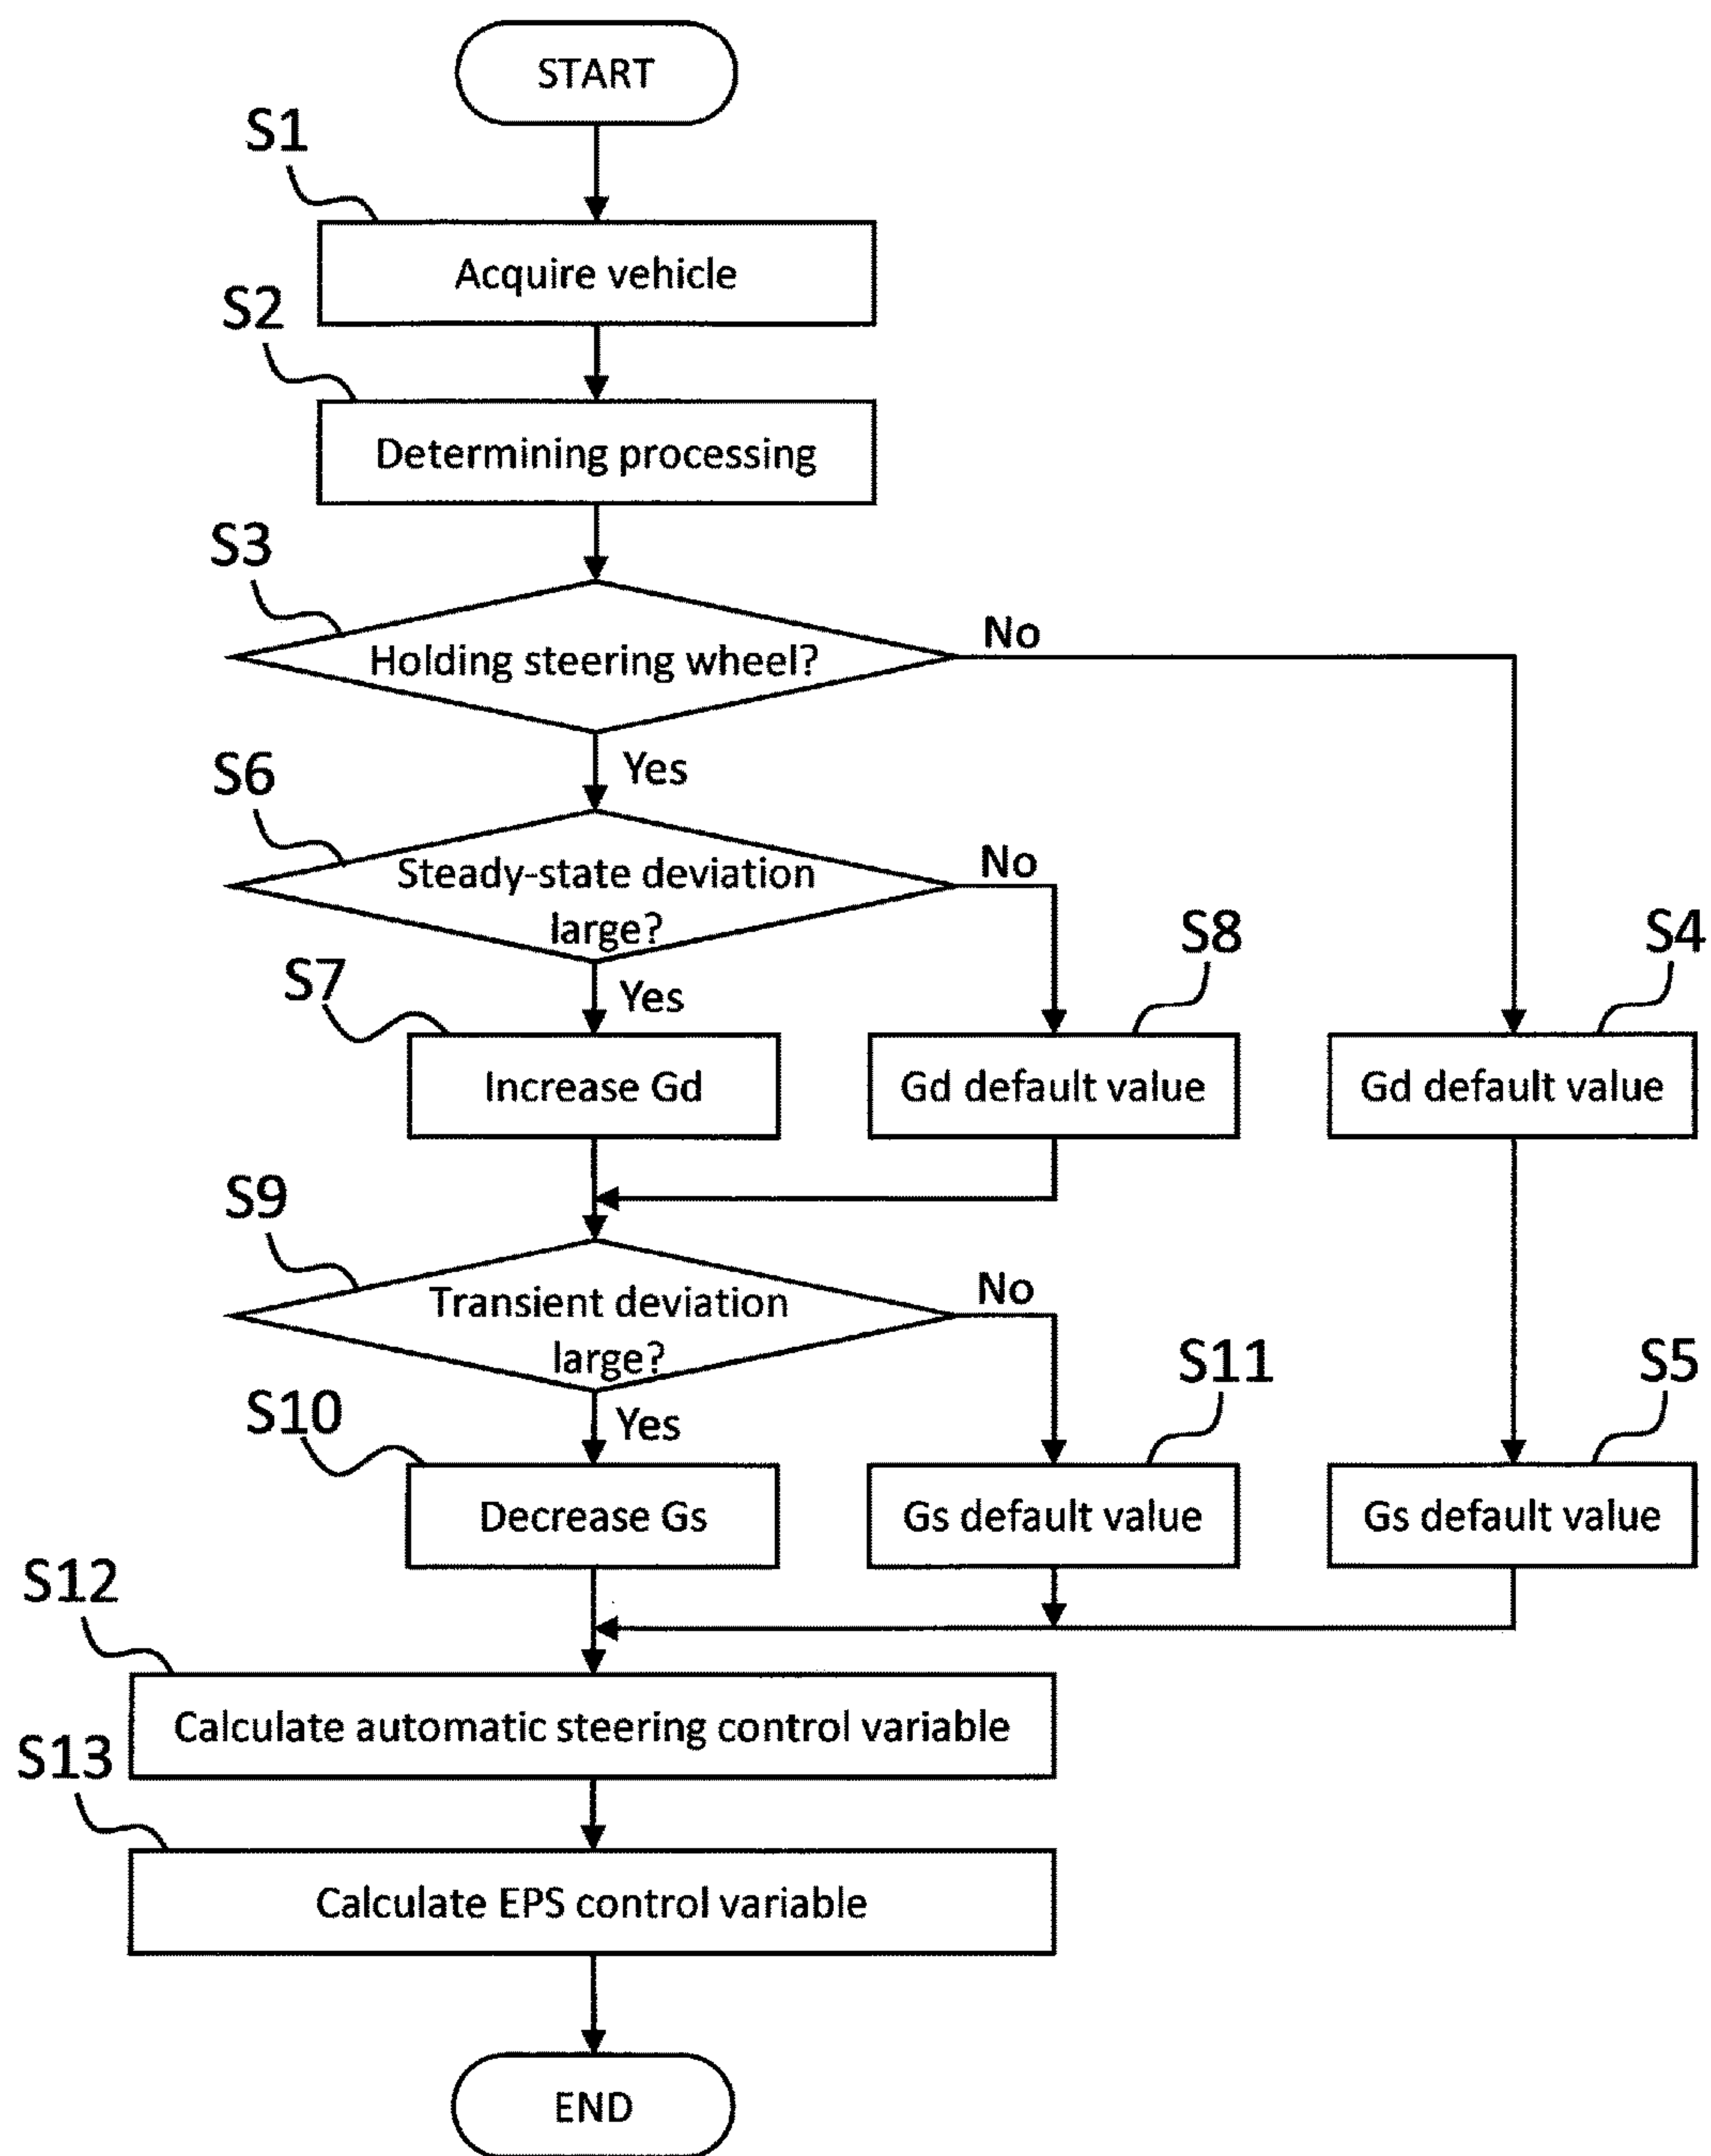 START
S1
Acquire vehicle
S2
Determining processing
S3
No
Holding steering wheel?
Yes
S6
No
Steady-state deviation
large?
S8
S4
S7
Yes
Increase Gd
Gd default value
Gd default value
S9
No
Transient deviation
large?
S11
S5
S10
Yes
Decrease Gs
Gs default value
Gs default value
S12
Calculate automatic steering control variable
S13
Calculate EPS control variable
END